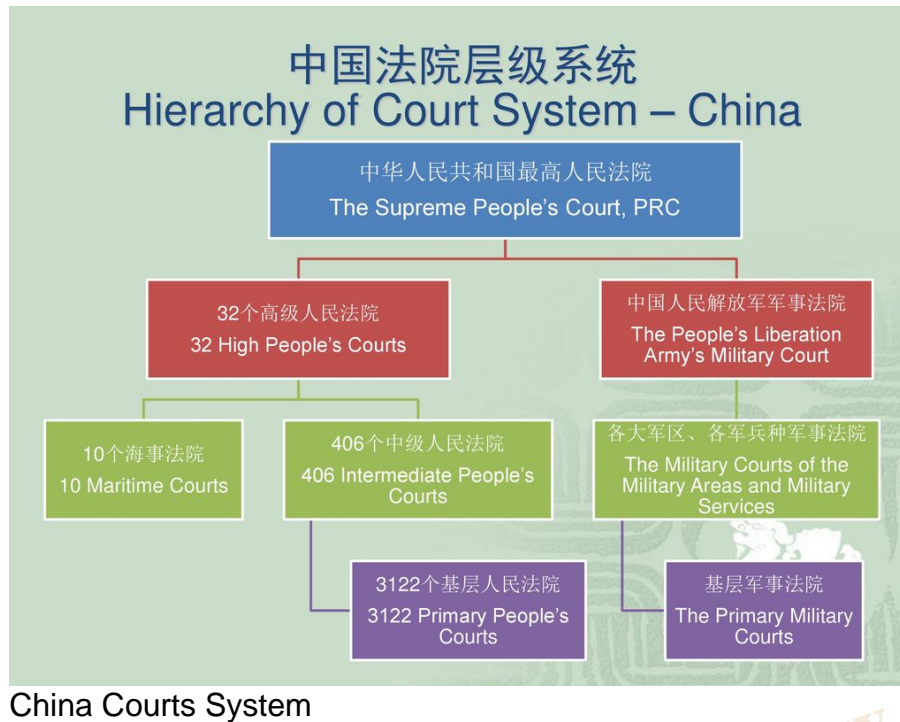 中国法院层级系统
Hierarchy of Court System – China
中华人民共和国最高人民法院
The Supreme People's Court, PRC
32个高级人民法院
32 High People's Courts
中国人民解放军军事法院
The People's Liberation
Army's Military Court
10个海事法院
10 Maritime Courts
406个中级人民法院
406 Intermediate People's
Courts
各大军区、各军兵种军事法院
The Military Courts of the
Military Areas and Military
Services
3122个基层人民法院
3122 Primary People's
Courts
基层军事法院
The Primary Military
Courts
China Courts System